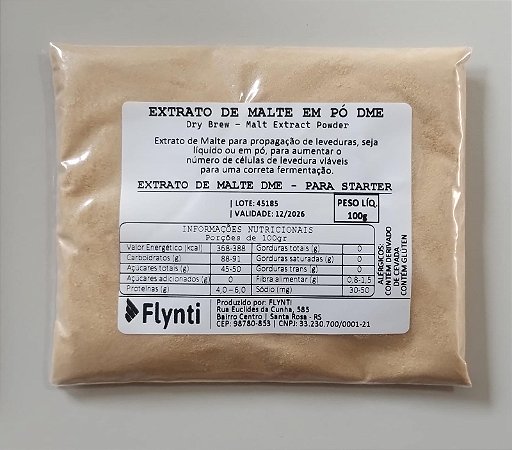 EXTRATO DE MALTE EM PÓ DME
Dry Brew - Malt Extract Powder
Extrato de Malte para propagação de leveduras, seja
líquido ou em pó, para aumentar o
número de células de levedura vláveis
para uma correta fermentação.
EXTRATO DE MALTE DME - PARA STARTER
| LOTE: 45185
| VALIDADE: 12/2026
PESO LÍQ.
100g
INFORMAÇÕES NUTRICIONAIS
Porções de 100gr
Valor Energético (kcal) 368-388 Gorduras totais (g) 0
Carboidratos (g) 88-91 Gorduras saturadas (g) 0
Açúcares totais (g) 45-50 Gorduras trans (g) 0
Açúcares adicionados (g) 0 Fibra alimentar (g) 0,8-1,5
Proteínas (g) 4,0 - 6,0 Sódio (mg) 30-50
ALÉRGICOS:
CONTÉM DERIVADO
DE CEVADA
CONTÉM GLÚTEN
Flynti
Produzido por: FLYNTI
Rua Euclides da Cunha, 585
Bairro Centro | Santa Rosa - RS
CEP: 98780-853 | CNPJ: 33.230.700/0001-21